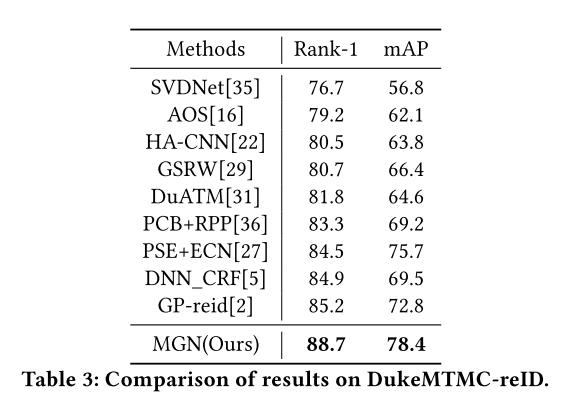 Methods Rank-1 mAP
SVDNet[35] 76.7 56.8
AOS[16] 79.2 62.1
HA-CNN[22] 80.5 63.8
GSRW[29] 80.7 66.4
DuATM[31] 81.8 64.6
PCB+RPP[36] 83.3 69.2
PSE+ECN[27] 84.5 75.7
DNN_CRF[5] 84.9 69.5
GP-reid[2] 85.2 72.8
MGN(Ours) 88.7 78.4
Table 3: Comparison of results on DukeMTMC-reID.